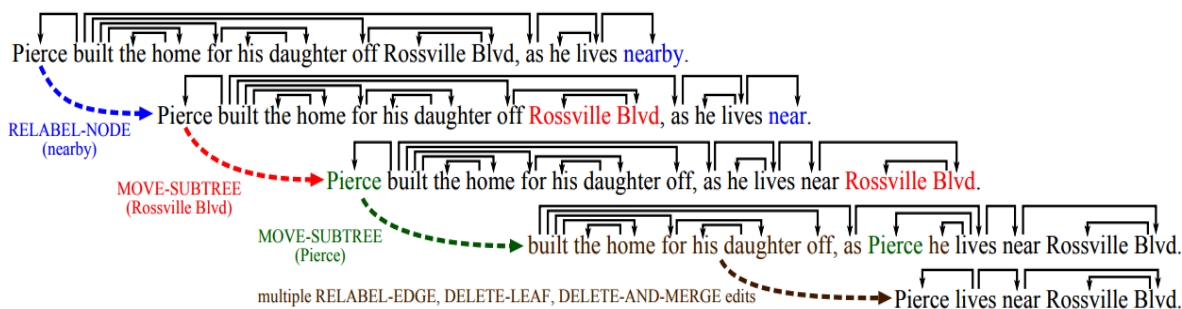 Pierce built the home for his daughter off Rossville Blvd, as he lives nearby.
Pierce built the home for his daughter off Rossville Blvd, as he lives near.
RELABEL-NODE
(nearby)
Pierce built the home for his daughter off, as he lives near Rossville Blvd.
MOVE-SUBTREE
(Rossville Blvd)
MOVE-SUBTREE
(Pierce)
built the home for his daughter off, as Pierce he lives near Rossville Blvd.
multiple RELABEL-EDGE, DELETE-LEAF, DELETE-AND-MERGE edits
Pierce lives near Rossville Blvd.